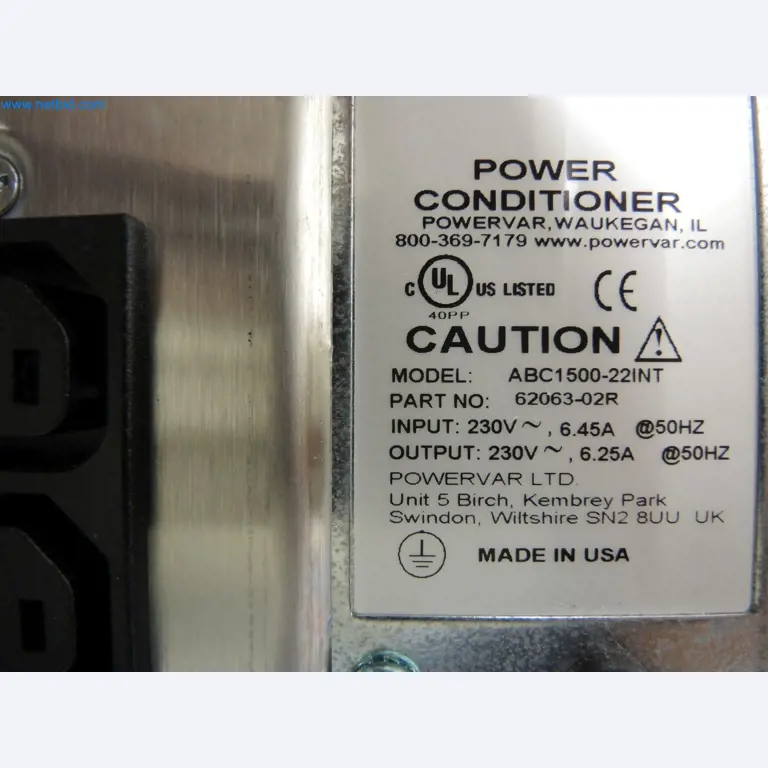 www.netbid.com
POWER
CONDITIONER
POWERVAR, WAUKEGAN, IL
800-369-7179 www.powervar.com
C UL US LISTED CE
40PP
CAUTION
MODEL: ABC1500-22INT
PART NO: 62063-02R
INPUT: 230V ~, 6.45A @50HZ
OUTPUT: 230V ~, 6.25A @50HZ
POWERVAR LTD.
Unit 5 Birch, Kembrey Park
Swindon, Wiltshire SN2 8UU UK
MADE IN USA